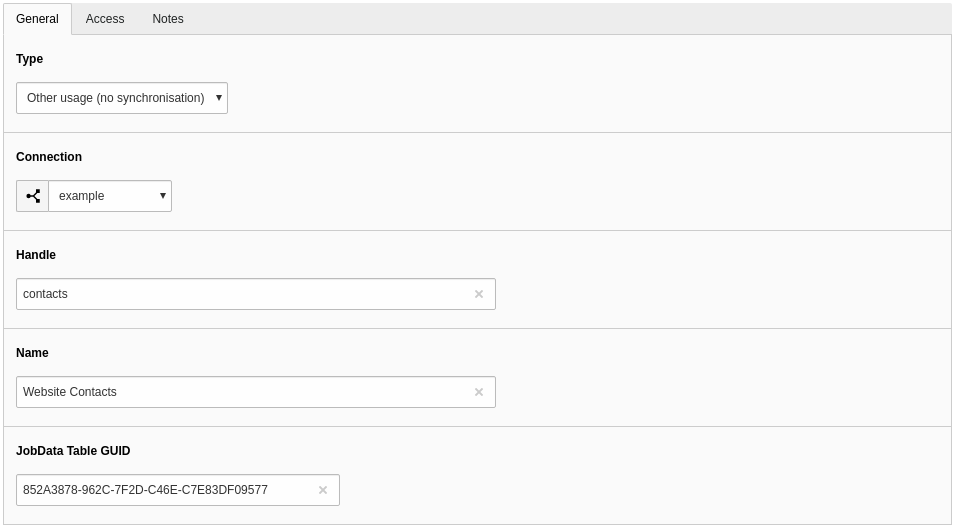 General Access Notes
Type
Other usage (no synchronisation)
Connection
example
Handle
contacts
Name
Website Contacts
JobData Table GUID
852A3878-962C-7F2D-C46E-C7E83DF09577